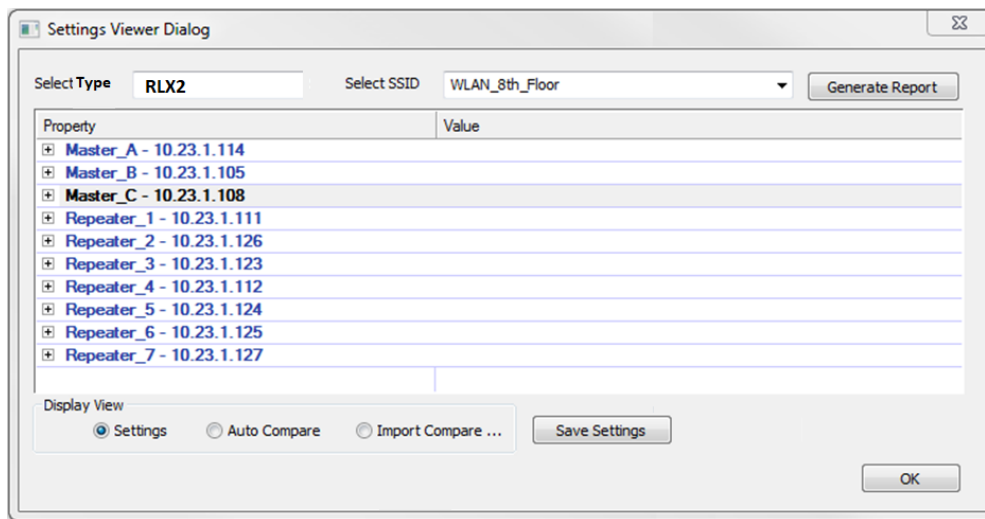 Settings Viewer Dialog
Select Type RLX2 Select SSID WLAN_8th_Floor Generate Report
Property Value
Master_A - 10.23.1.114
Master_B - 10.23.1.105
Master_C - 10.23.1.108
Repeater_1 - 10.23.1.111
Repeater_2 - 10.23.1.126
Repeater_3 - 10.23.1.123
Repeater_4 - 10.23.1.112
Repeater_5 - 10.23.1.124
Repeater_6 - 10.23.1.125
Repeater_7 - 10.23.1.127
Display View
Settings Auto Compare Import Compare ... Save Settings
OK